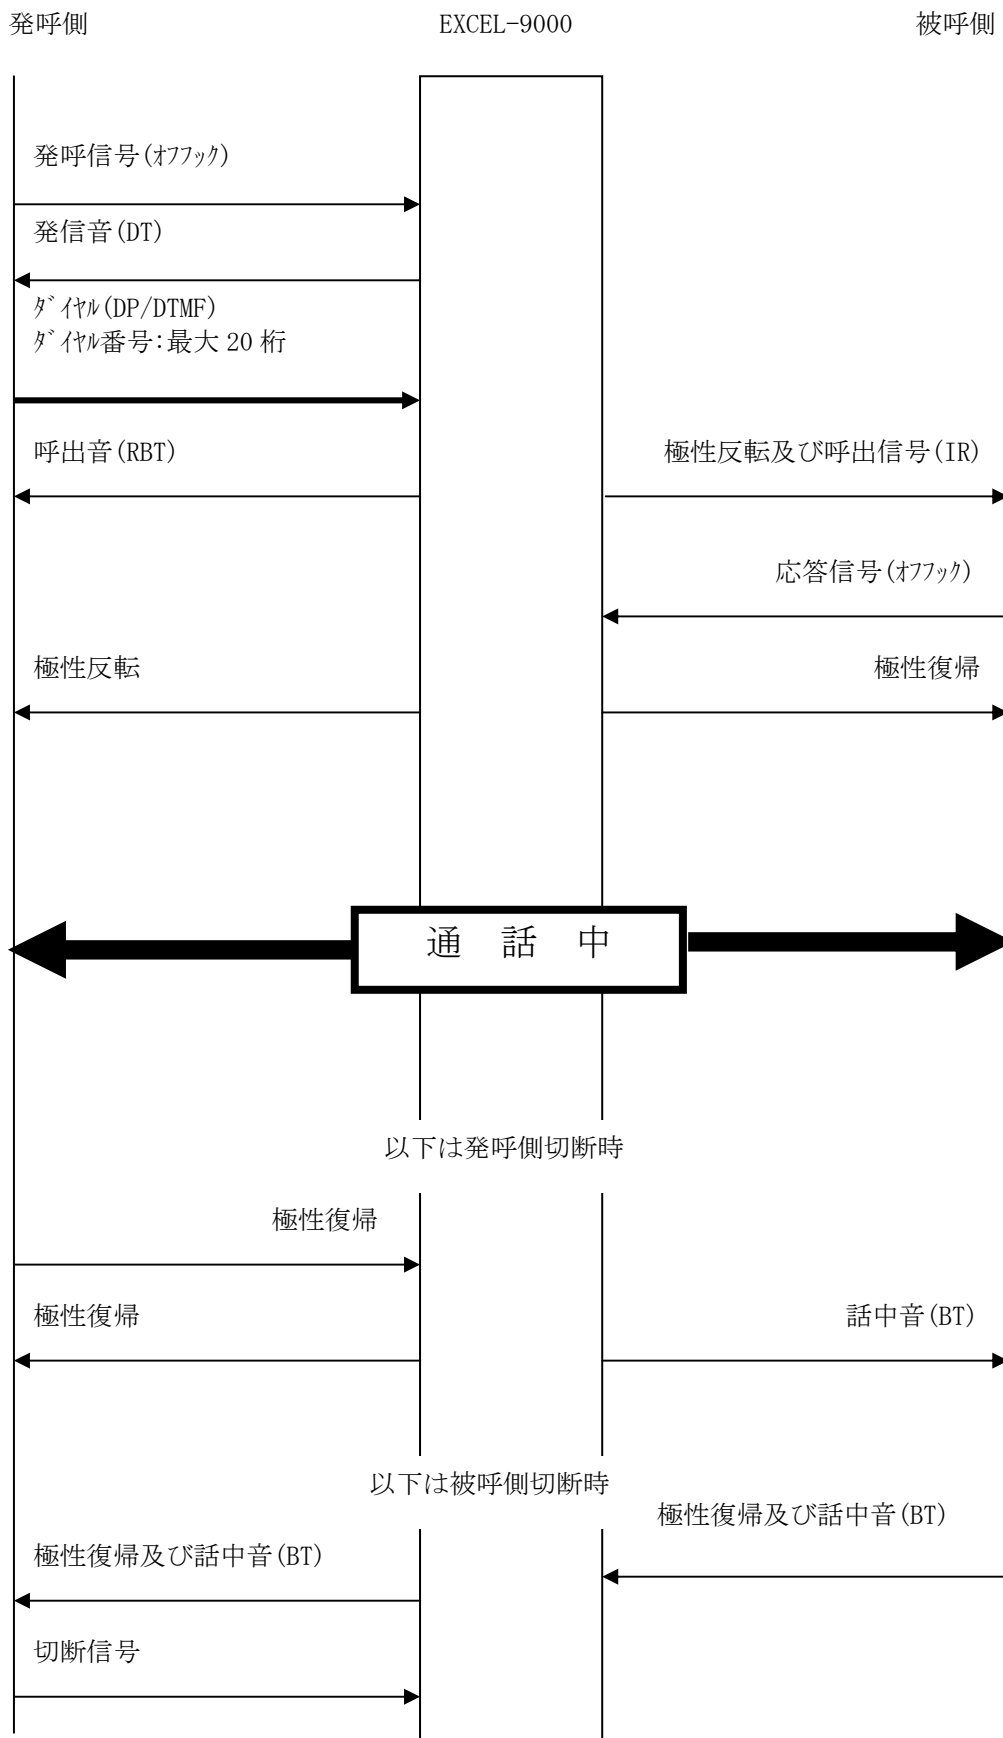 発呼側
EXCEL-9000
被呼側
発呼信号(ｵﾌﾌｯｸ)
発信音(DT)
ﾀﾞｲﾔﾙ(DP/DTMF)
ﾀﾞｲﾔﾙ番号:最大 20 桁
呼出音(RBT)
極性反転及び呼出信号(IR)
応答信号(ｵﾌﾌｯｸ)
極性反転
極性復帰
通 話 中
以下は発呼側切断時
極性復帰
極性復帰
話中音(BT)
以下は被呼側切断時
極性復帰及び話中音(BT)
極性復帰及び話中音(BT)
切断信号